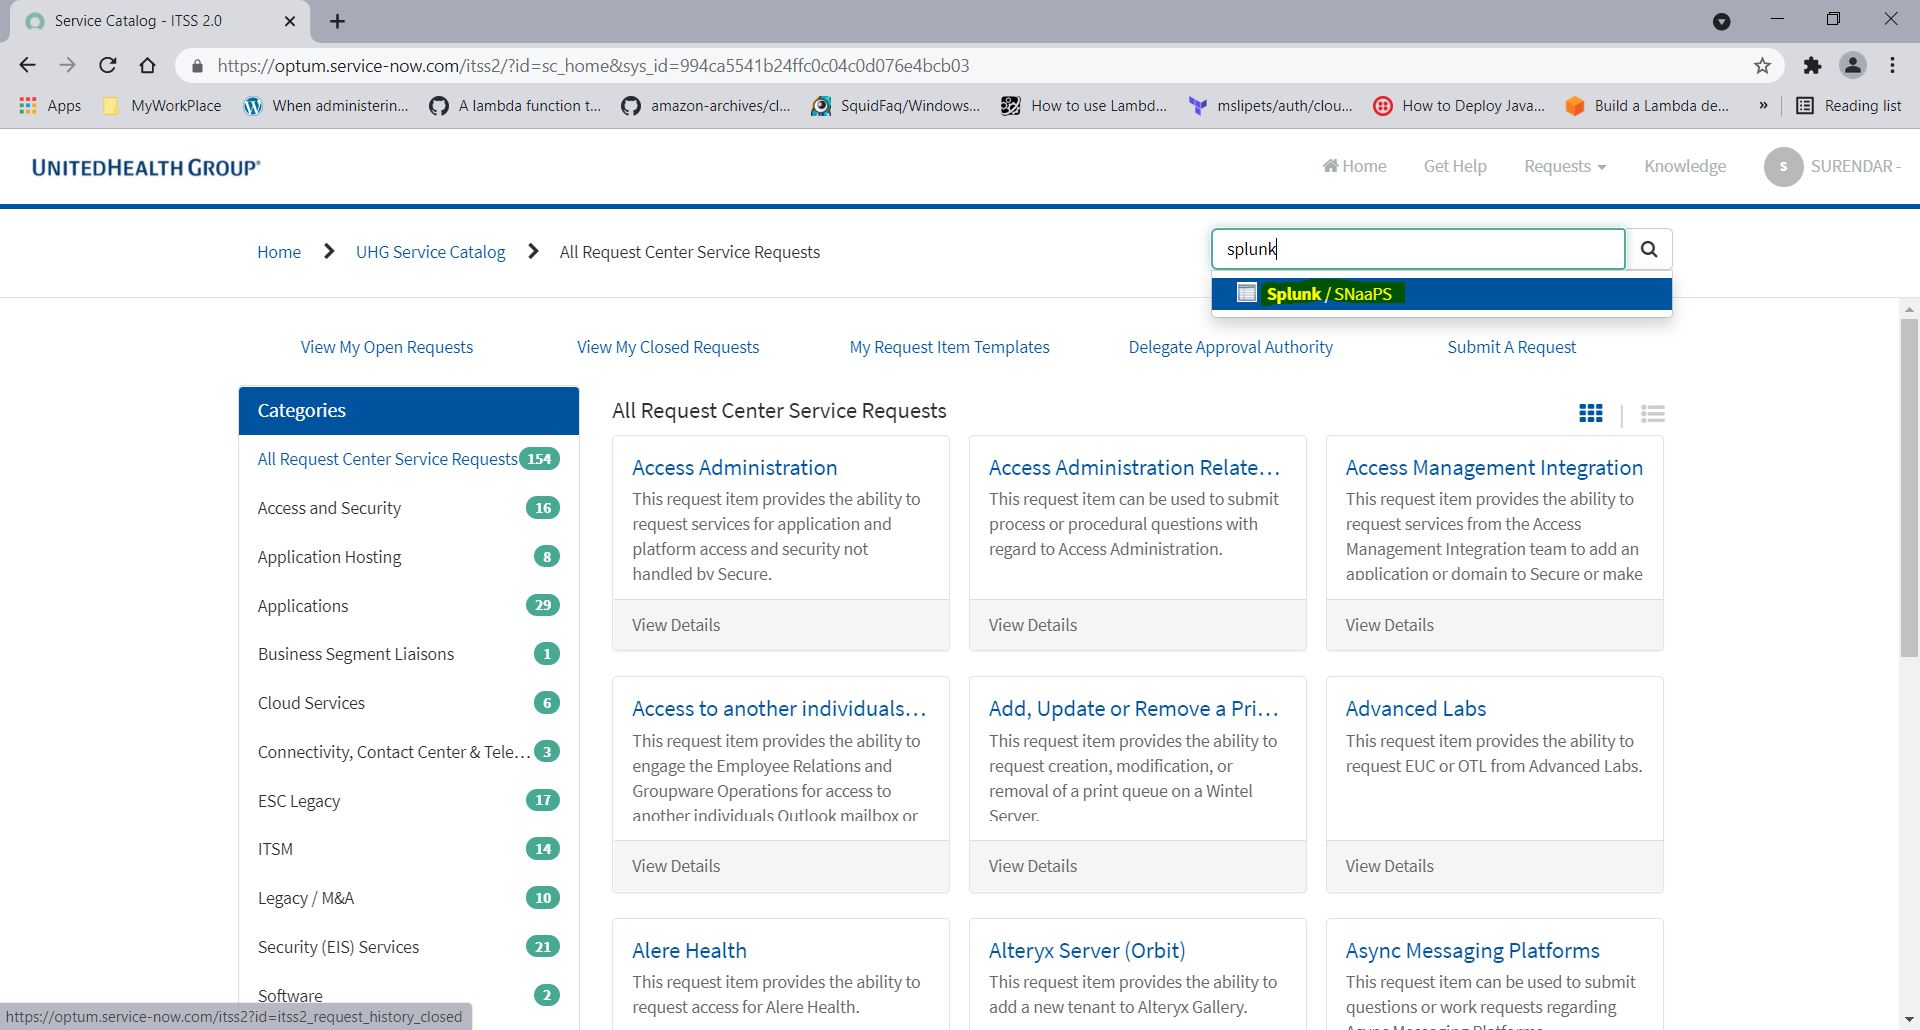 Service Catalog - ITSS 2.0
https://optum.service-now.com/itss2/?id=sc_home&sys_id=994ca5541b24ffc0c04c0d076e4bcb03
Apps MyWorkPlace When administerin... A lambda function t... amazon-archives/cl... SquidFaq/Windows... How to use Lambd... mslipets/auth/clou... How to Deploy Java... Build a Lambda de... » Reading list
UNITEDHEALTH GROUP®
Home Get Help Requests Knowledge S SURENDAR -
Home UHG Service Catalog All Request Center Service Requests
splunk
Splunk / SNaaPS
View My Open Requests View My Closed Requests My Request Item Templates Delegate Approval Authority Submit A Request
Categories
All Request Center Service Requests 154
Access and Security 16
Application Hosting 8
Applications 29
Business Segment Liaisons 1
Cloud Services 6
Connectivity, Contact Center & Tele... 3
ESC Legacy 17
ITSM 14
Legacy / M&A 10
Security (EIS) Services 21
Software 2
All Request Center Service Requests
Access Administration
This request item provides the ability to
request services for application and
platform access and security not
handled by Secure.
View Details
Access Administration Relate...
This request item can be used to submit
process or procedural questions with
regard to Access Administration.
View Details
Access Management Integration
This request item provides the ability to
request services from the Access
Management Integration team to add an
application or domain to Secure or make
View Details
Access to another individuals...
This request item provides the ability to
engage the Employee Relations and
Groupware Operations for access to
another individuals Outlook mailbox or
View Details
Add, Update or Remove a Pri...
This request item provides the ability to
request creation, modification, or
removal of a print queue on a Wintel
Server.
View Details
Advanced Labs
This request item provides the ability to
request EUC or OTL from Advanced Labs.
View Details
Alere Health
This request item provides the ability to
request access for Alere Health.
Alteryx Server (Orbit)
This request item provides the ability to
add a new tenant to Alteryx Gallery.
Async Messaging Platforms
This request item can be used to submit
questions or work requests regarding
Async Messaging Platforms.
https://optum.service-now.com/itss2?id=itss2_request_history_closed